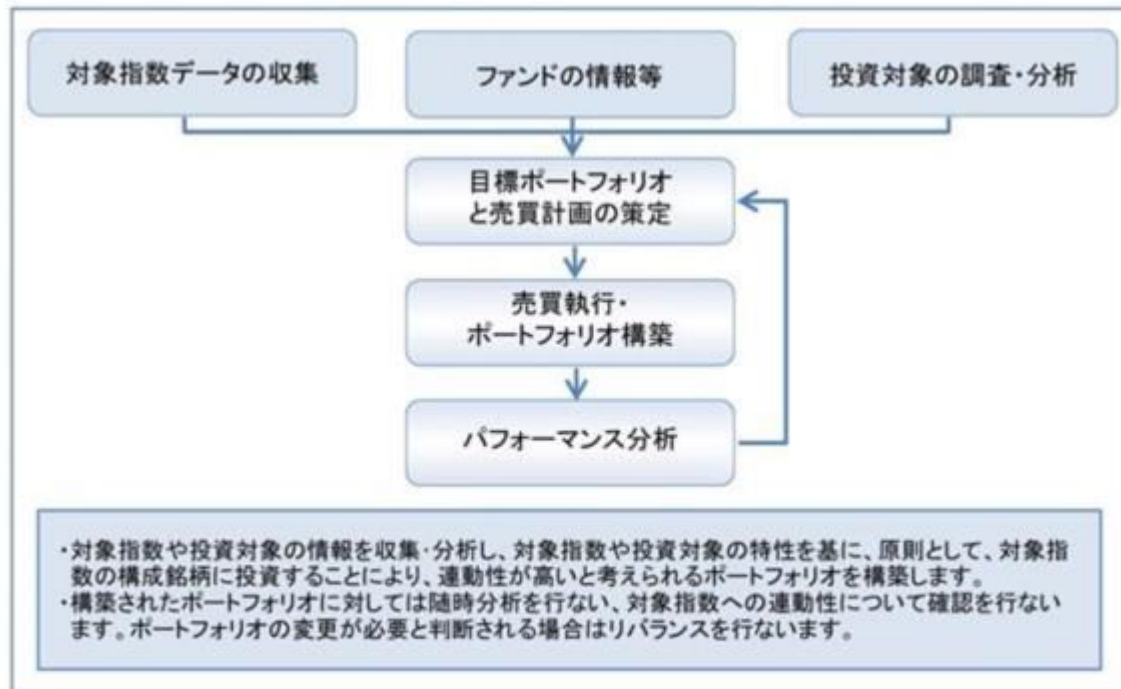 対象指数データの収集
ファンドの情報等
投資対象の調査・分析
目標ポートフォリオ
と売買計画の策定
売買執行・
ポートフォリオ構築
パフォーマンス分析
・対象指数や投資対象の情報を収集・分析し、対象指数や投資対象の特性を基に、原則として、対象指
数の構成銘柄に投資することにより、連動性が高いと考えられるポートフォリオを構築します。
・構築されたポートフォリオに対しては随時分析を行ない、対象指数への連動性について確認を行ない
ます。ポートフォリオの変更が必要と判断される場合はリバランスを行ないます。